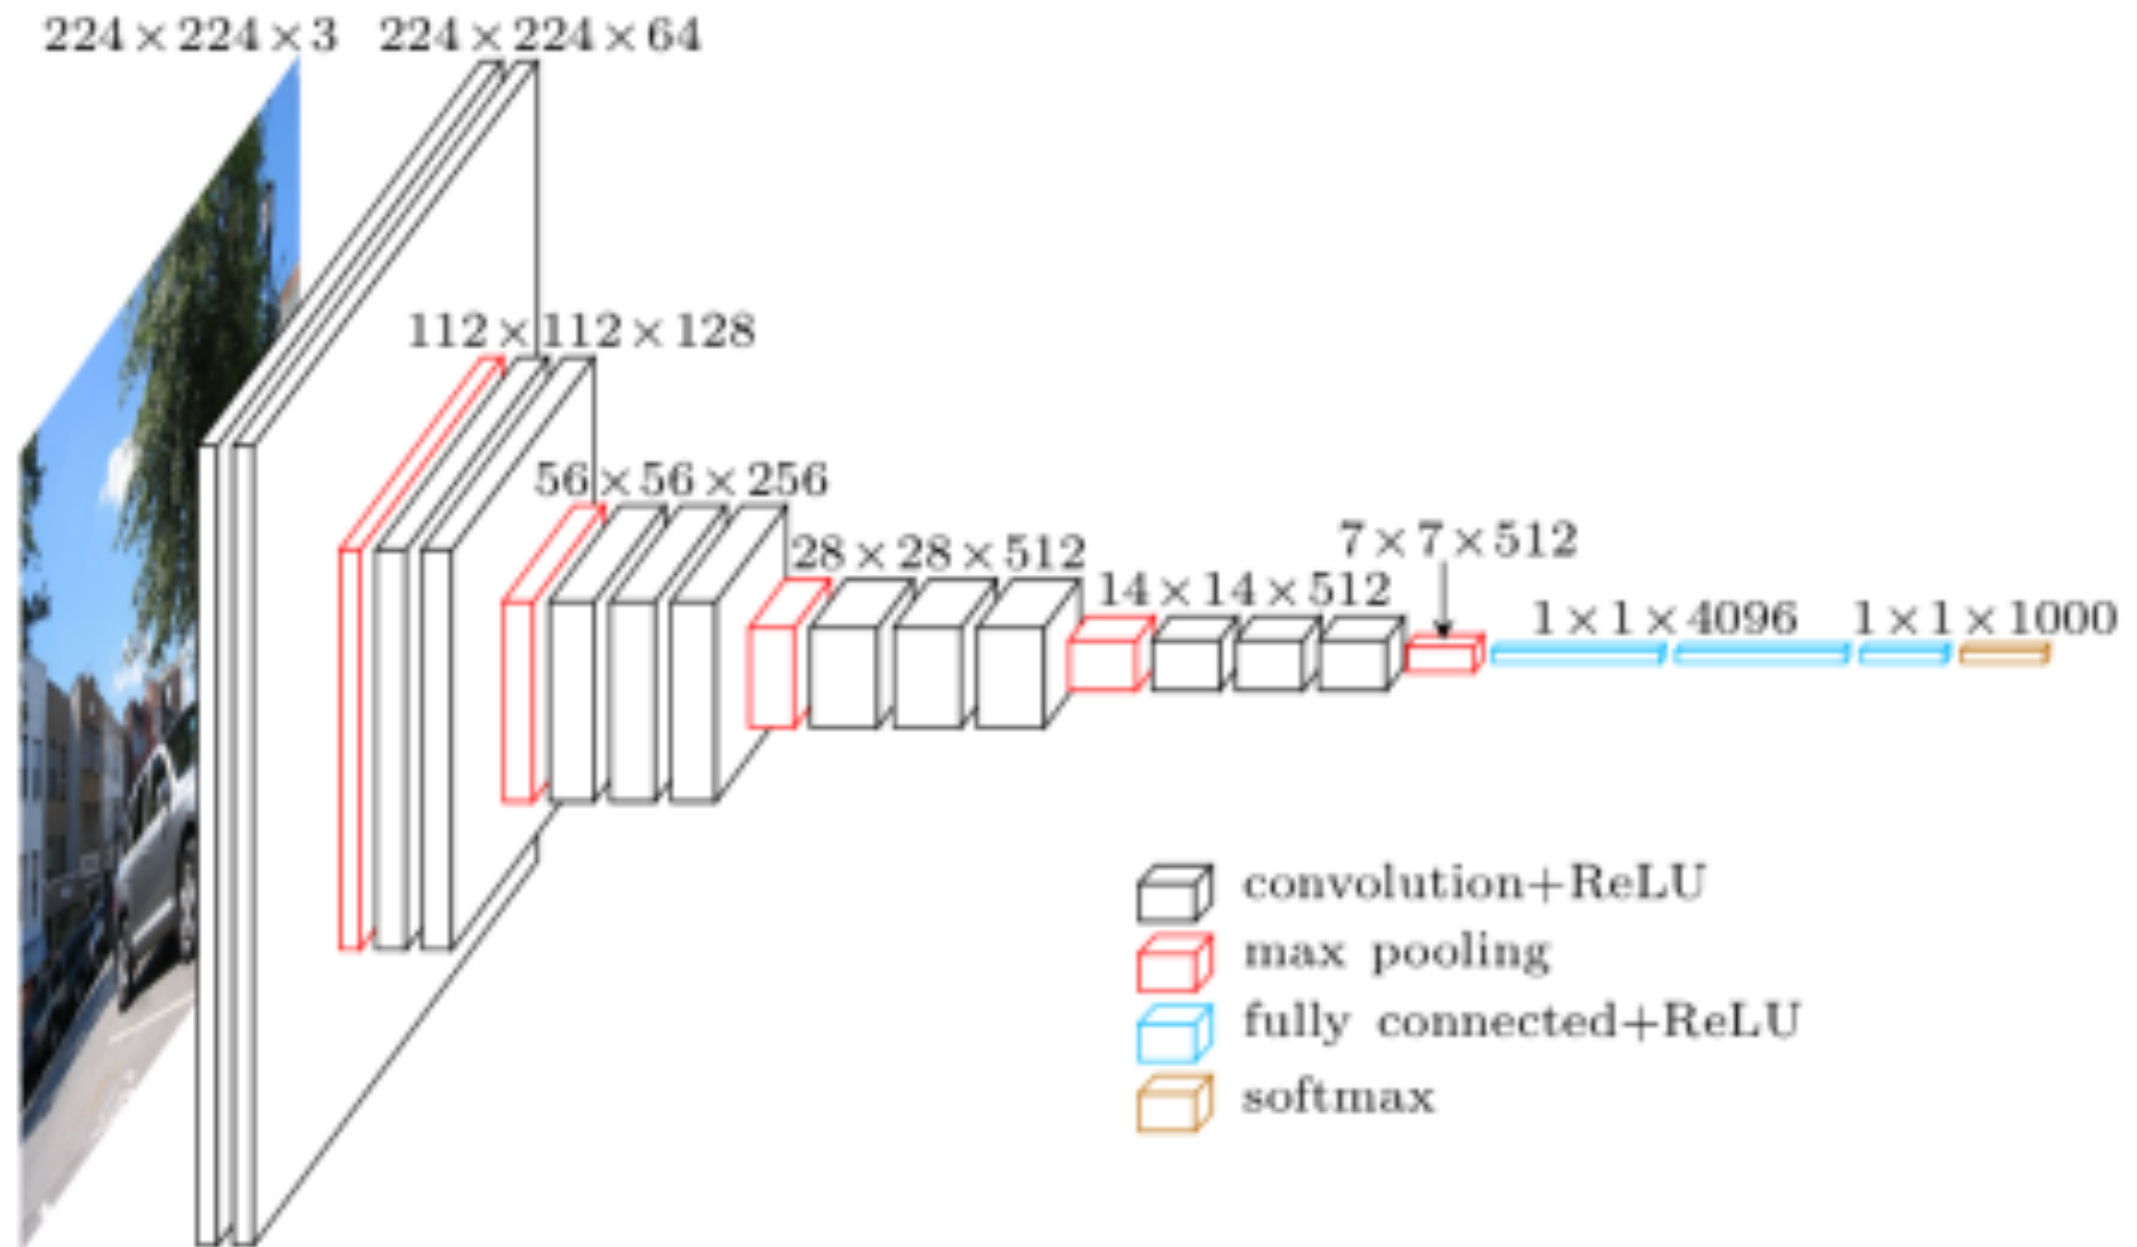 224×224×3
224×224×64
112×112×128
56×56×256
28×28×512
14×14×512
7×7×512
1×1×4096
1×1×1000
convolution+ReLU
max pooling
fully connected+ReLU
softmax